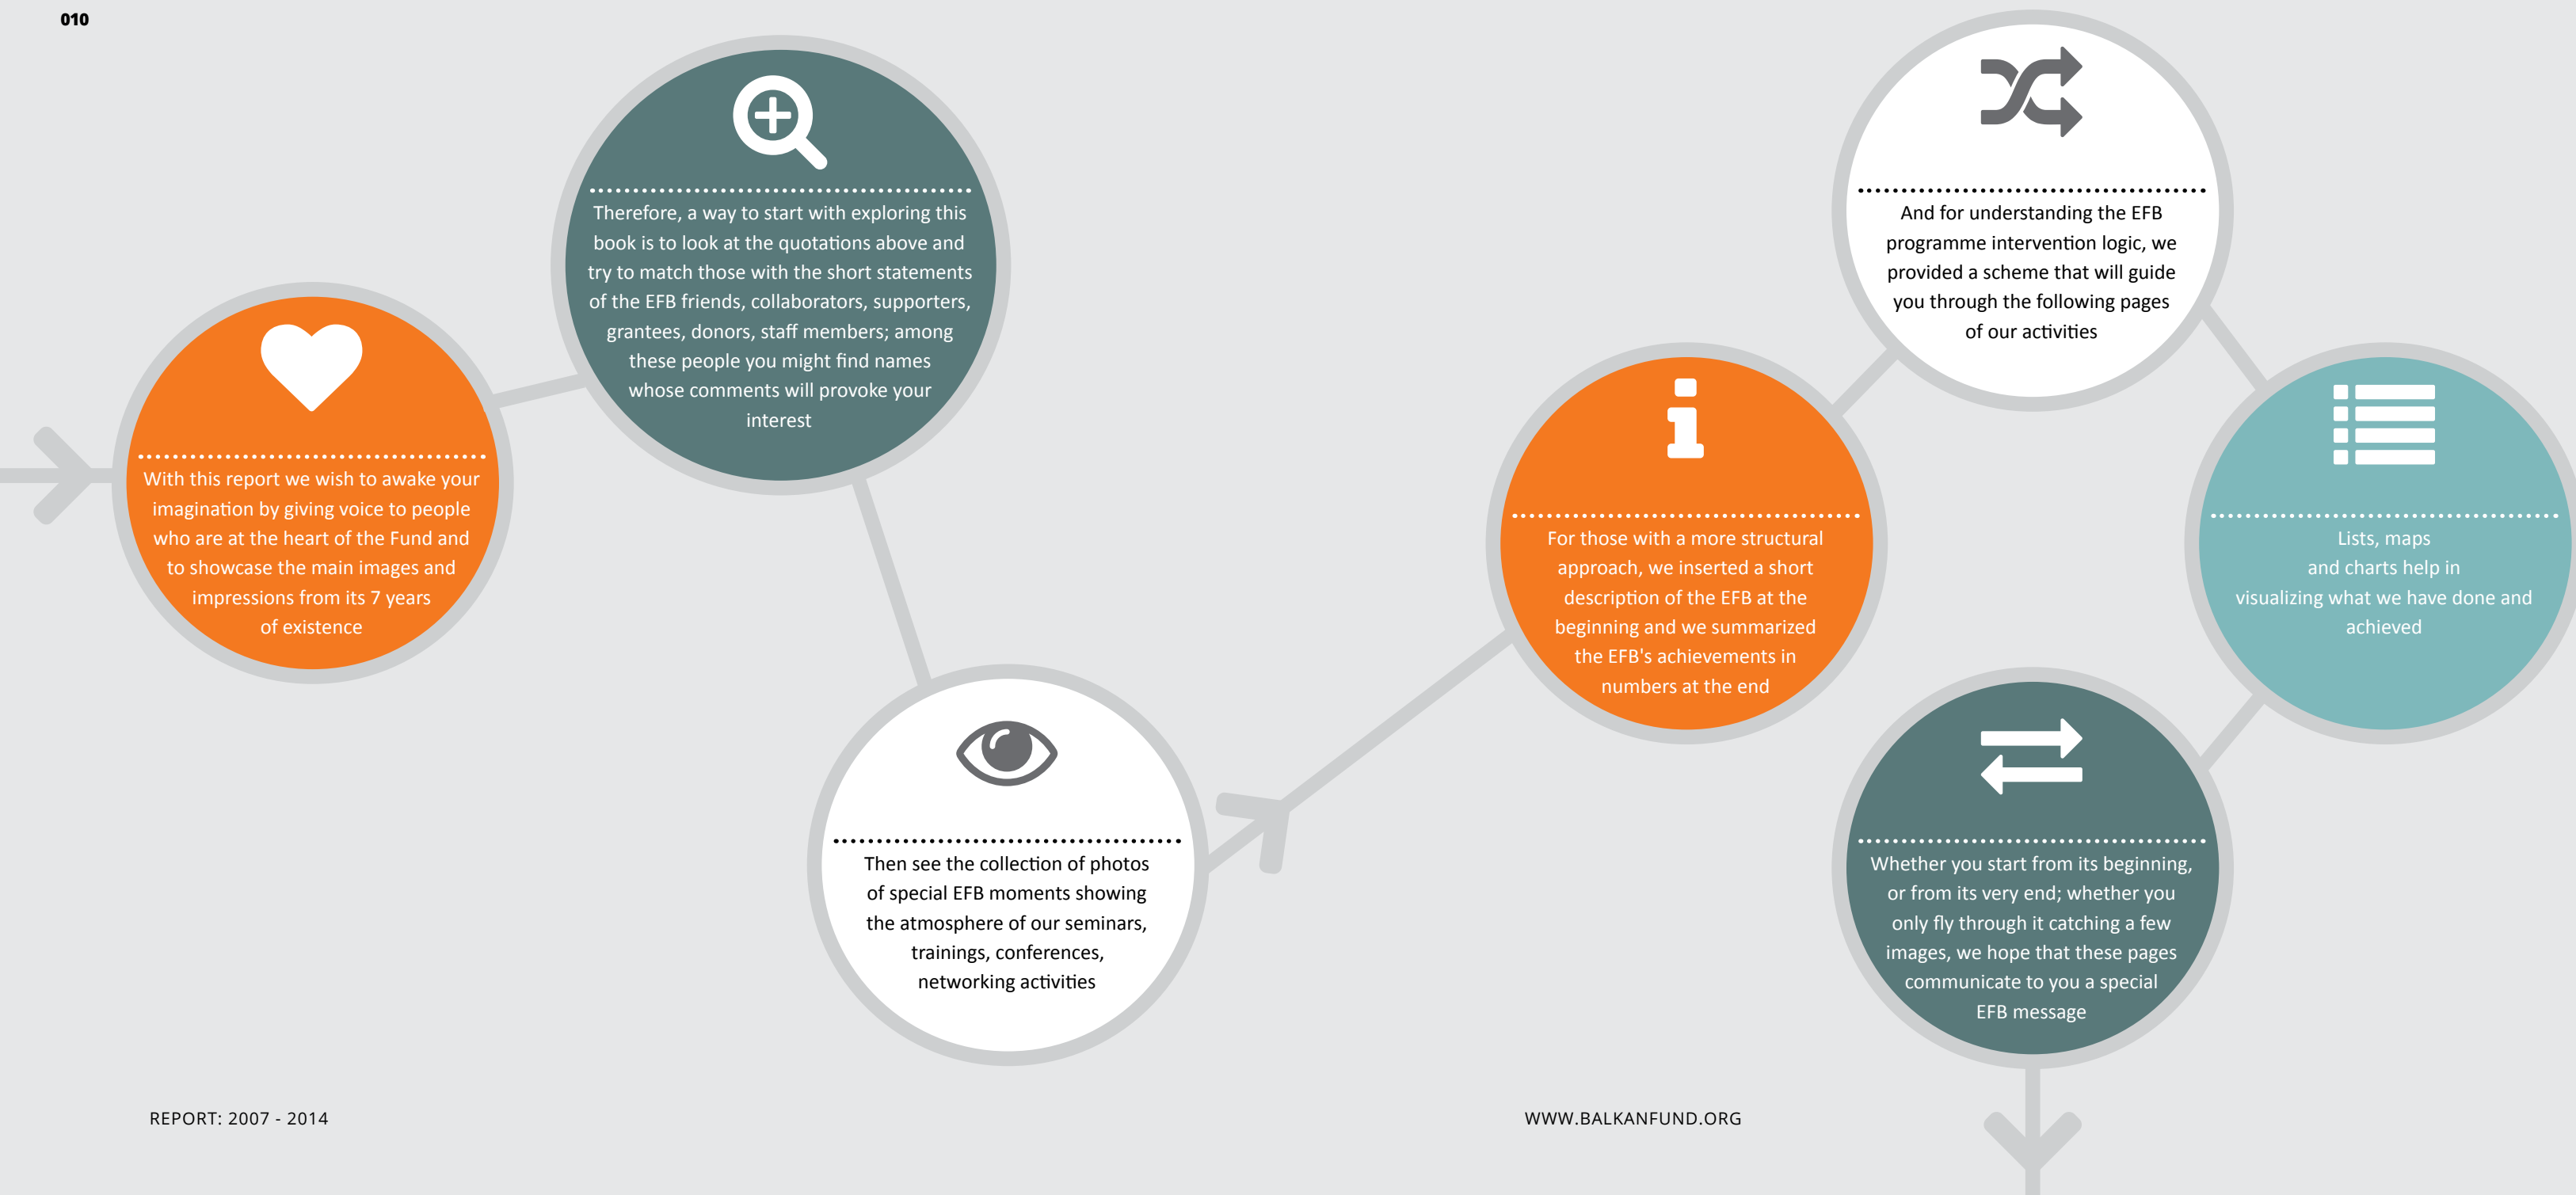 010
With this report we wish to awake your
imagination by giving voice to people
who are at the heart of the Fund and
to showcase the main images and
impressions from its 7 years
of existence
Therefore, a way to start with exploring this
book is to look at the quotations above and
try to match those with the short statements
of the EFB friends, collaborators, supporters,
grantees, donors, staff members; among
these people you might find names
whose comments will provoke your
interest
Then see the collection of photos
of special EFB moments showing
the atmosphere of our seminars,
trainings, conferences,
networking activities
For those with a more structural
approach, we inserted a short
description of the EFB at the
beginning and we summarized
the EFB's achievements in
numbers at the end
And for understanding the EFB
programme intervention logic, we
provided a scheme that will guide
you through the following pages
of our activities
Lists, maps
and charts help in
visualizing what we have done and
achieved
Whether you start from its beginning,
or from its very end; whether you
only fly through it catching a few
images, we hope that these pages
communicate to you a special
EFB message
REPORT: 2007 - 2014
WWW.BALKANFUND.ORG